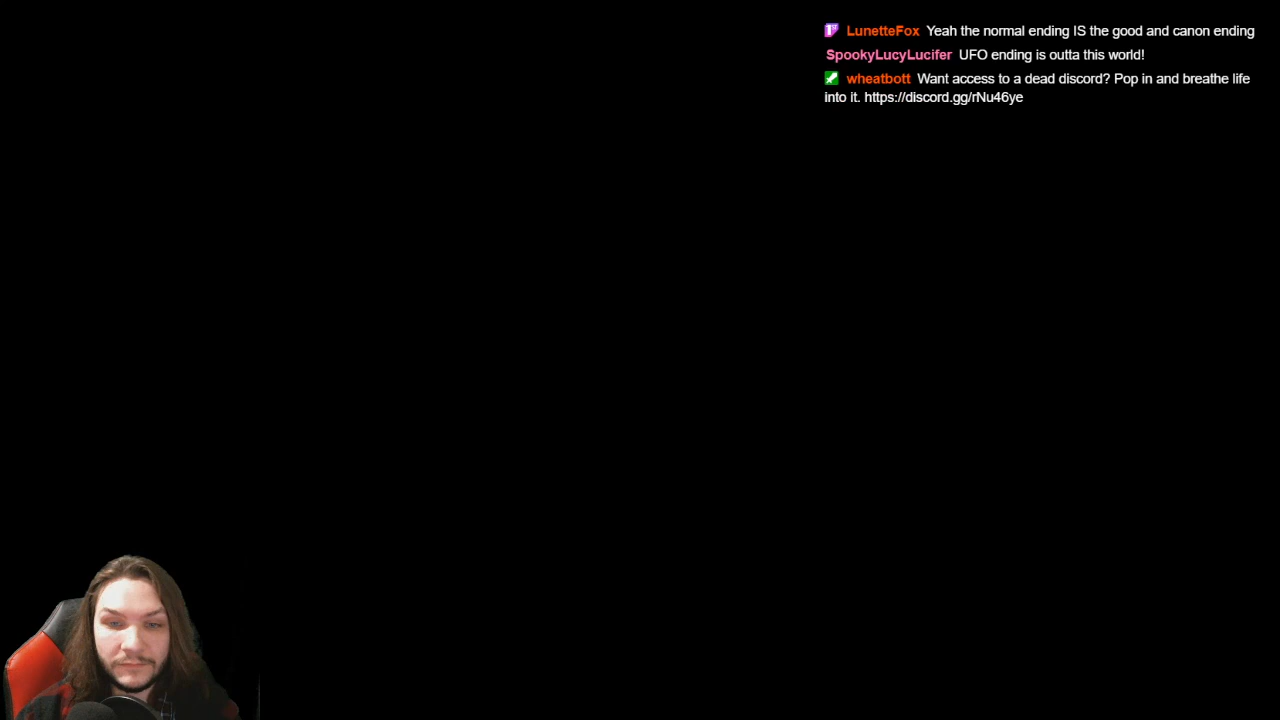 LunetteFox Yeah the normal ending IS the good and canon ending
SpookyLucyLucifer UFO ending is outta this world!
wheatbott Want access to a dead discord? Pop in and breathe life
into it. https://discord.gg/rNu46ye